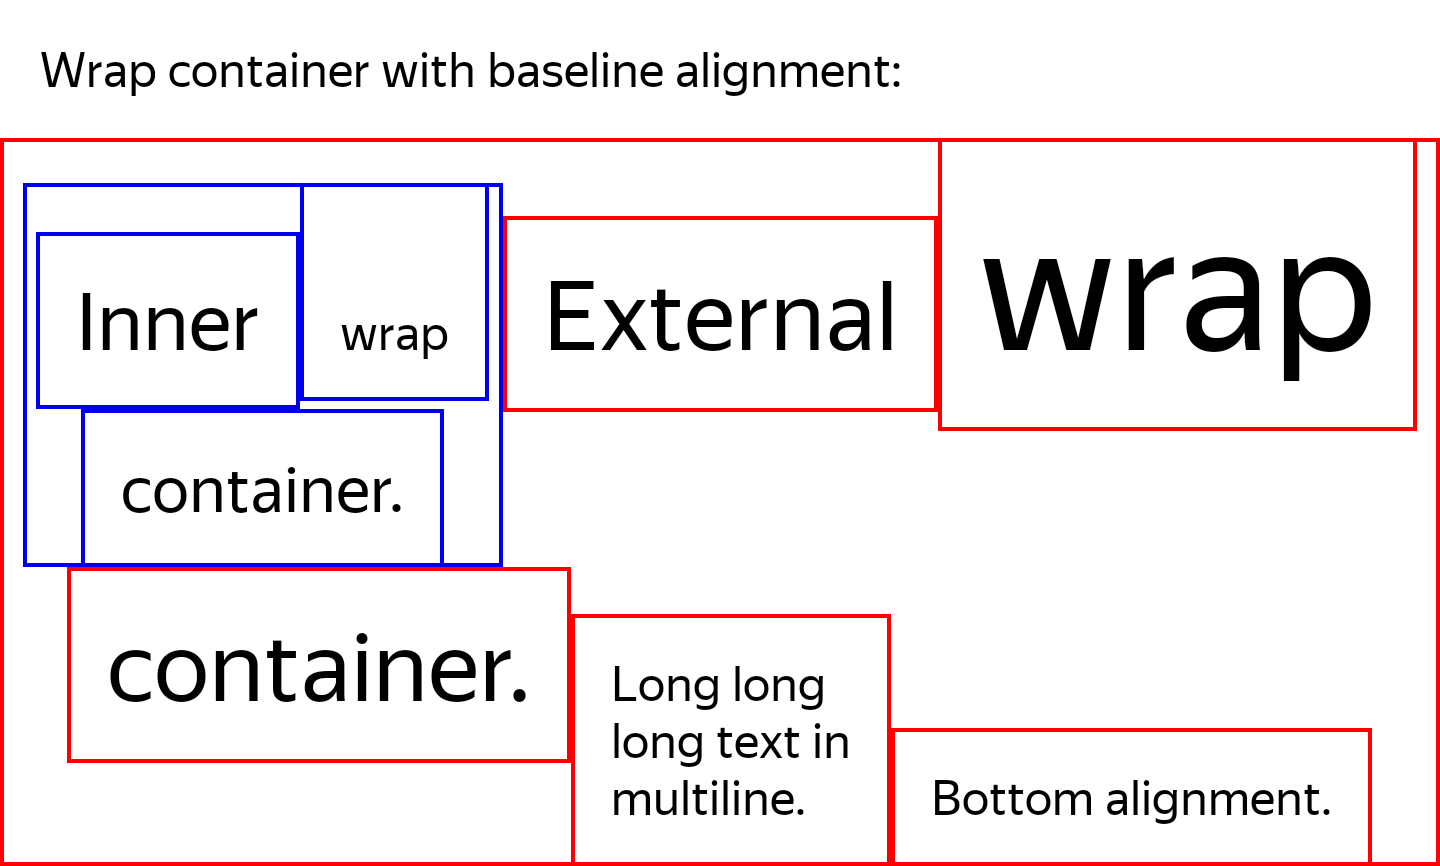 Wrap container with baseline alignment:
Inner wrap
container.
External wrap
container.
Long long
long text in
multiline.
Bottom alignment.